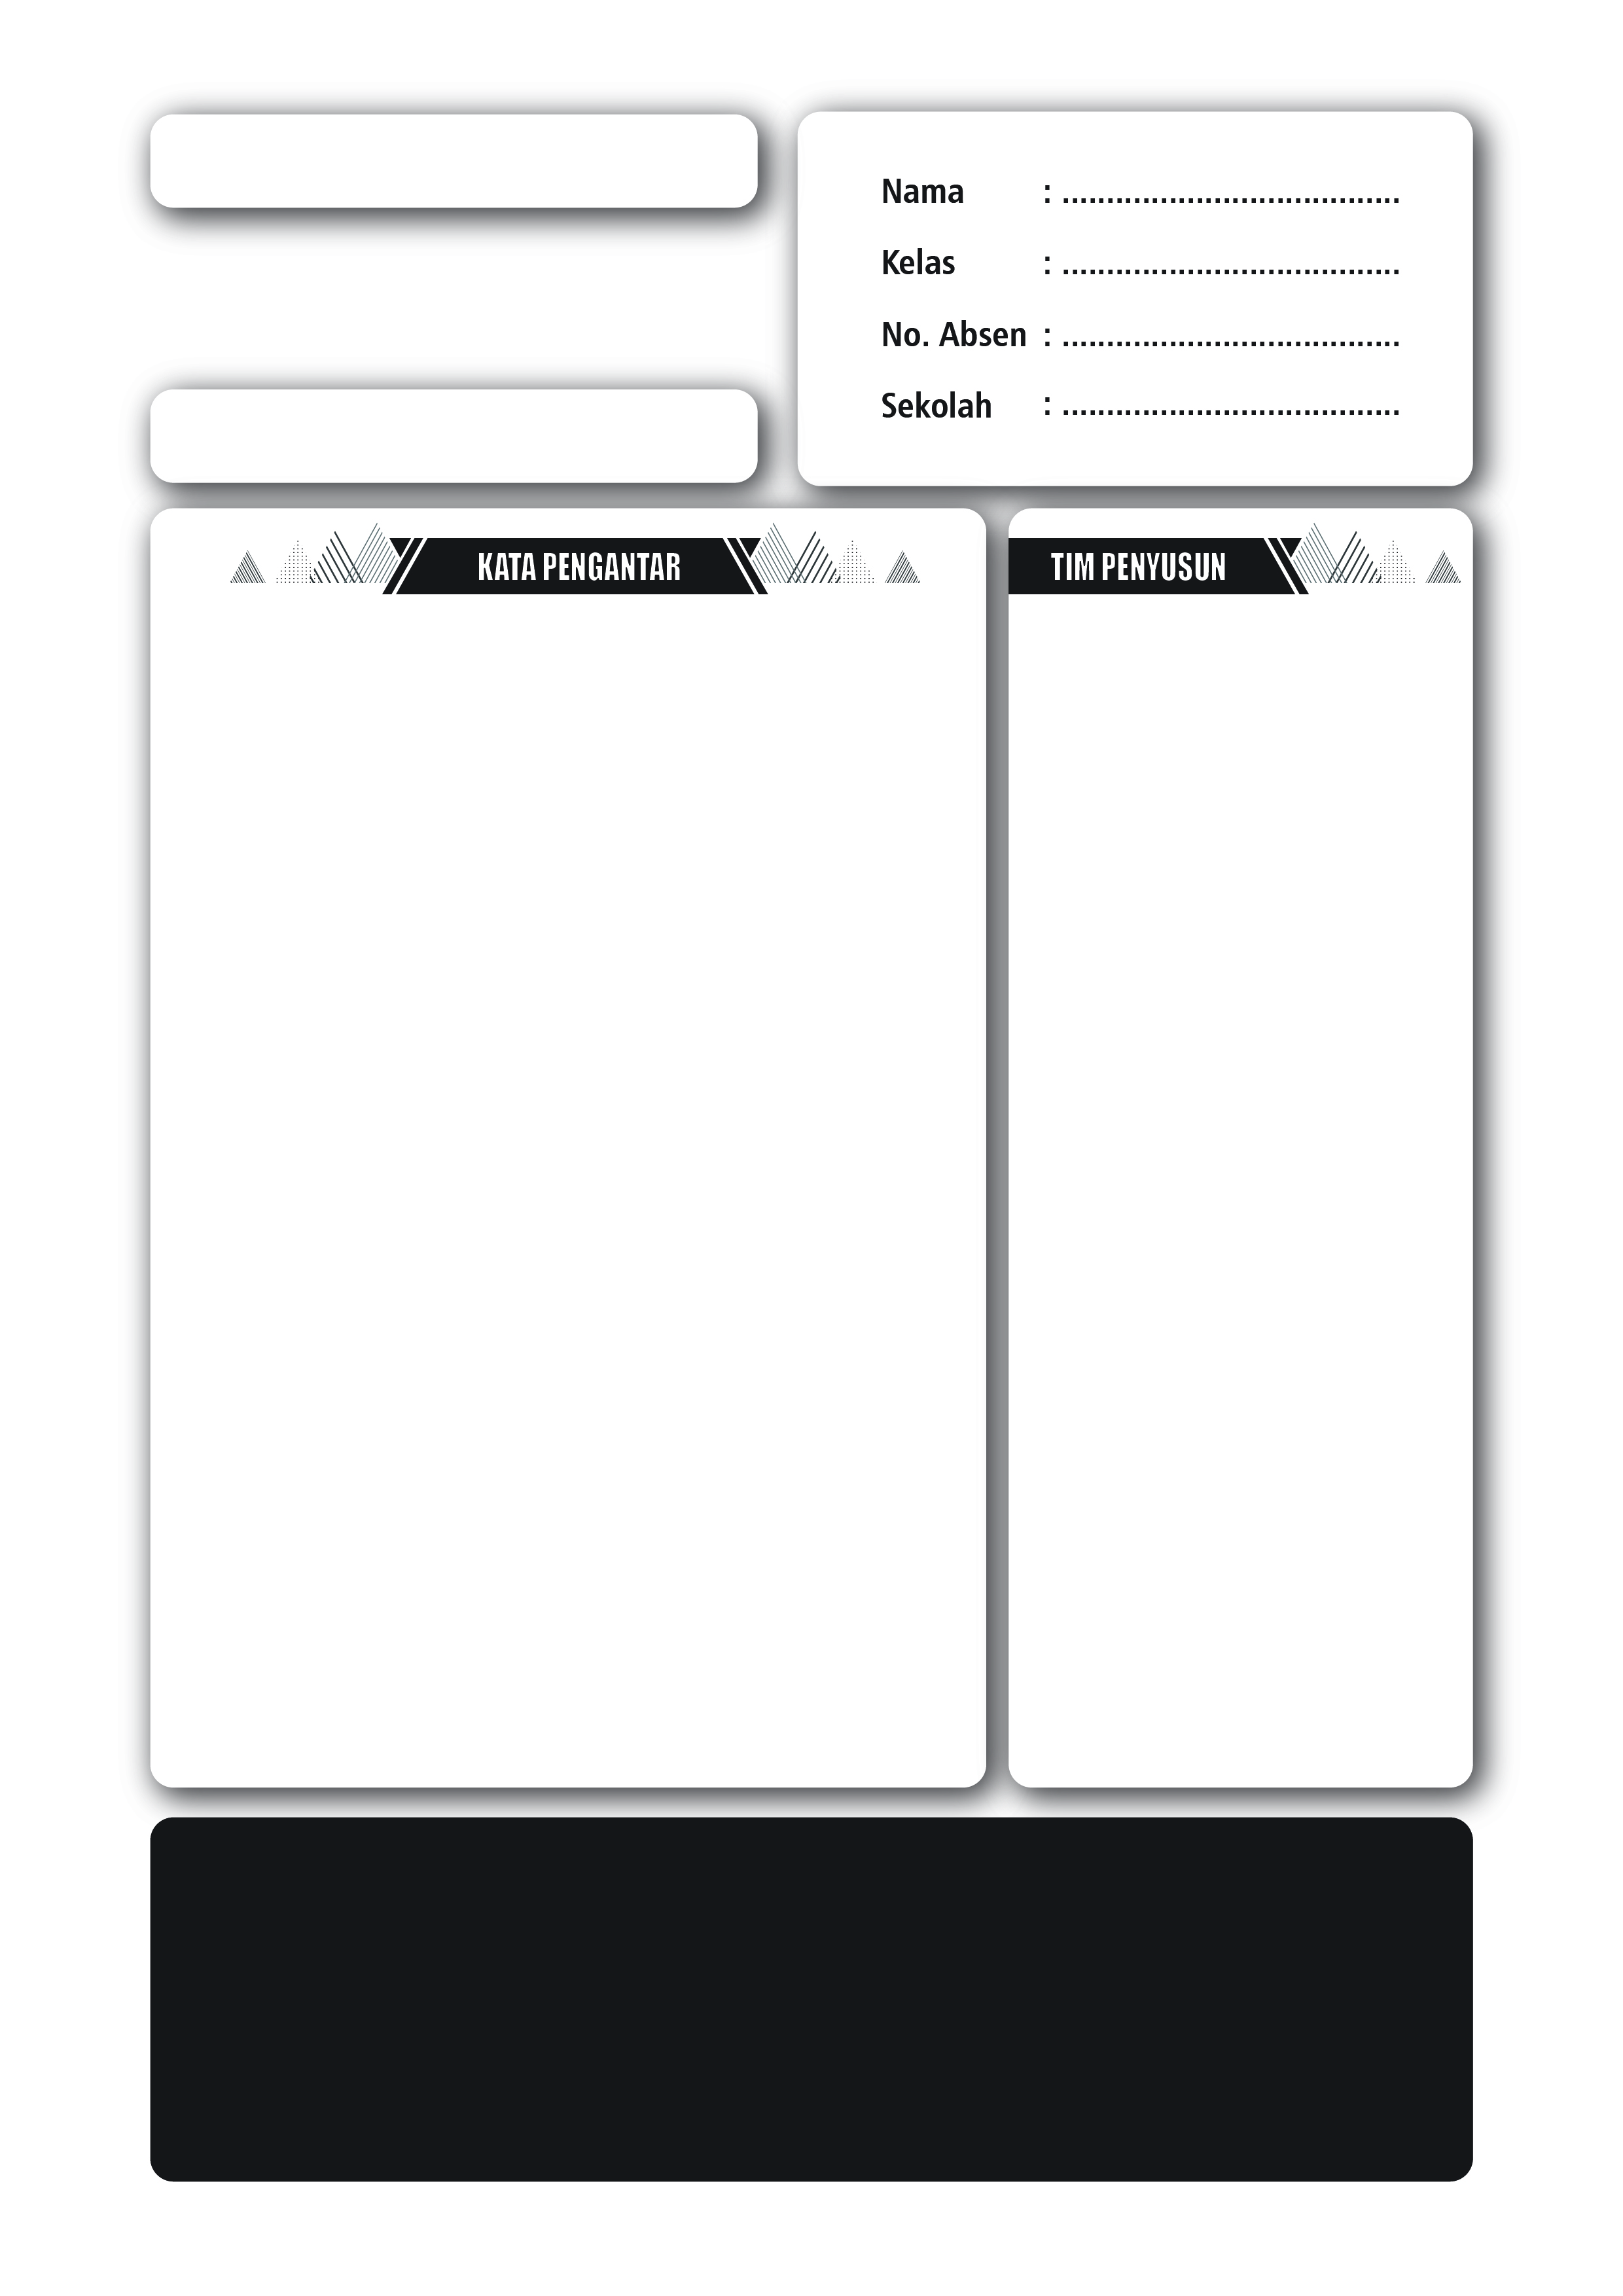 Nama : ......................................
Kelas : ......................................
No. Absen : ......................................
Sekolah : ......................................
KATA PENGANTAR
TIM PENYUSUN